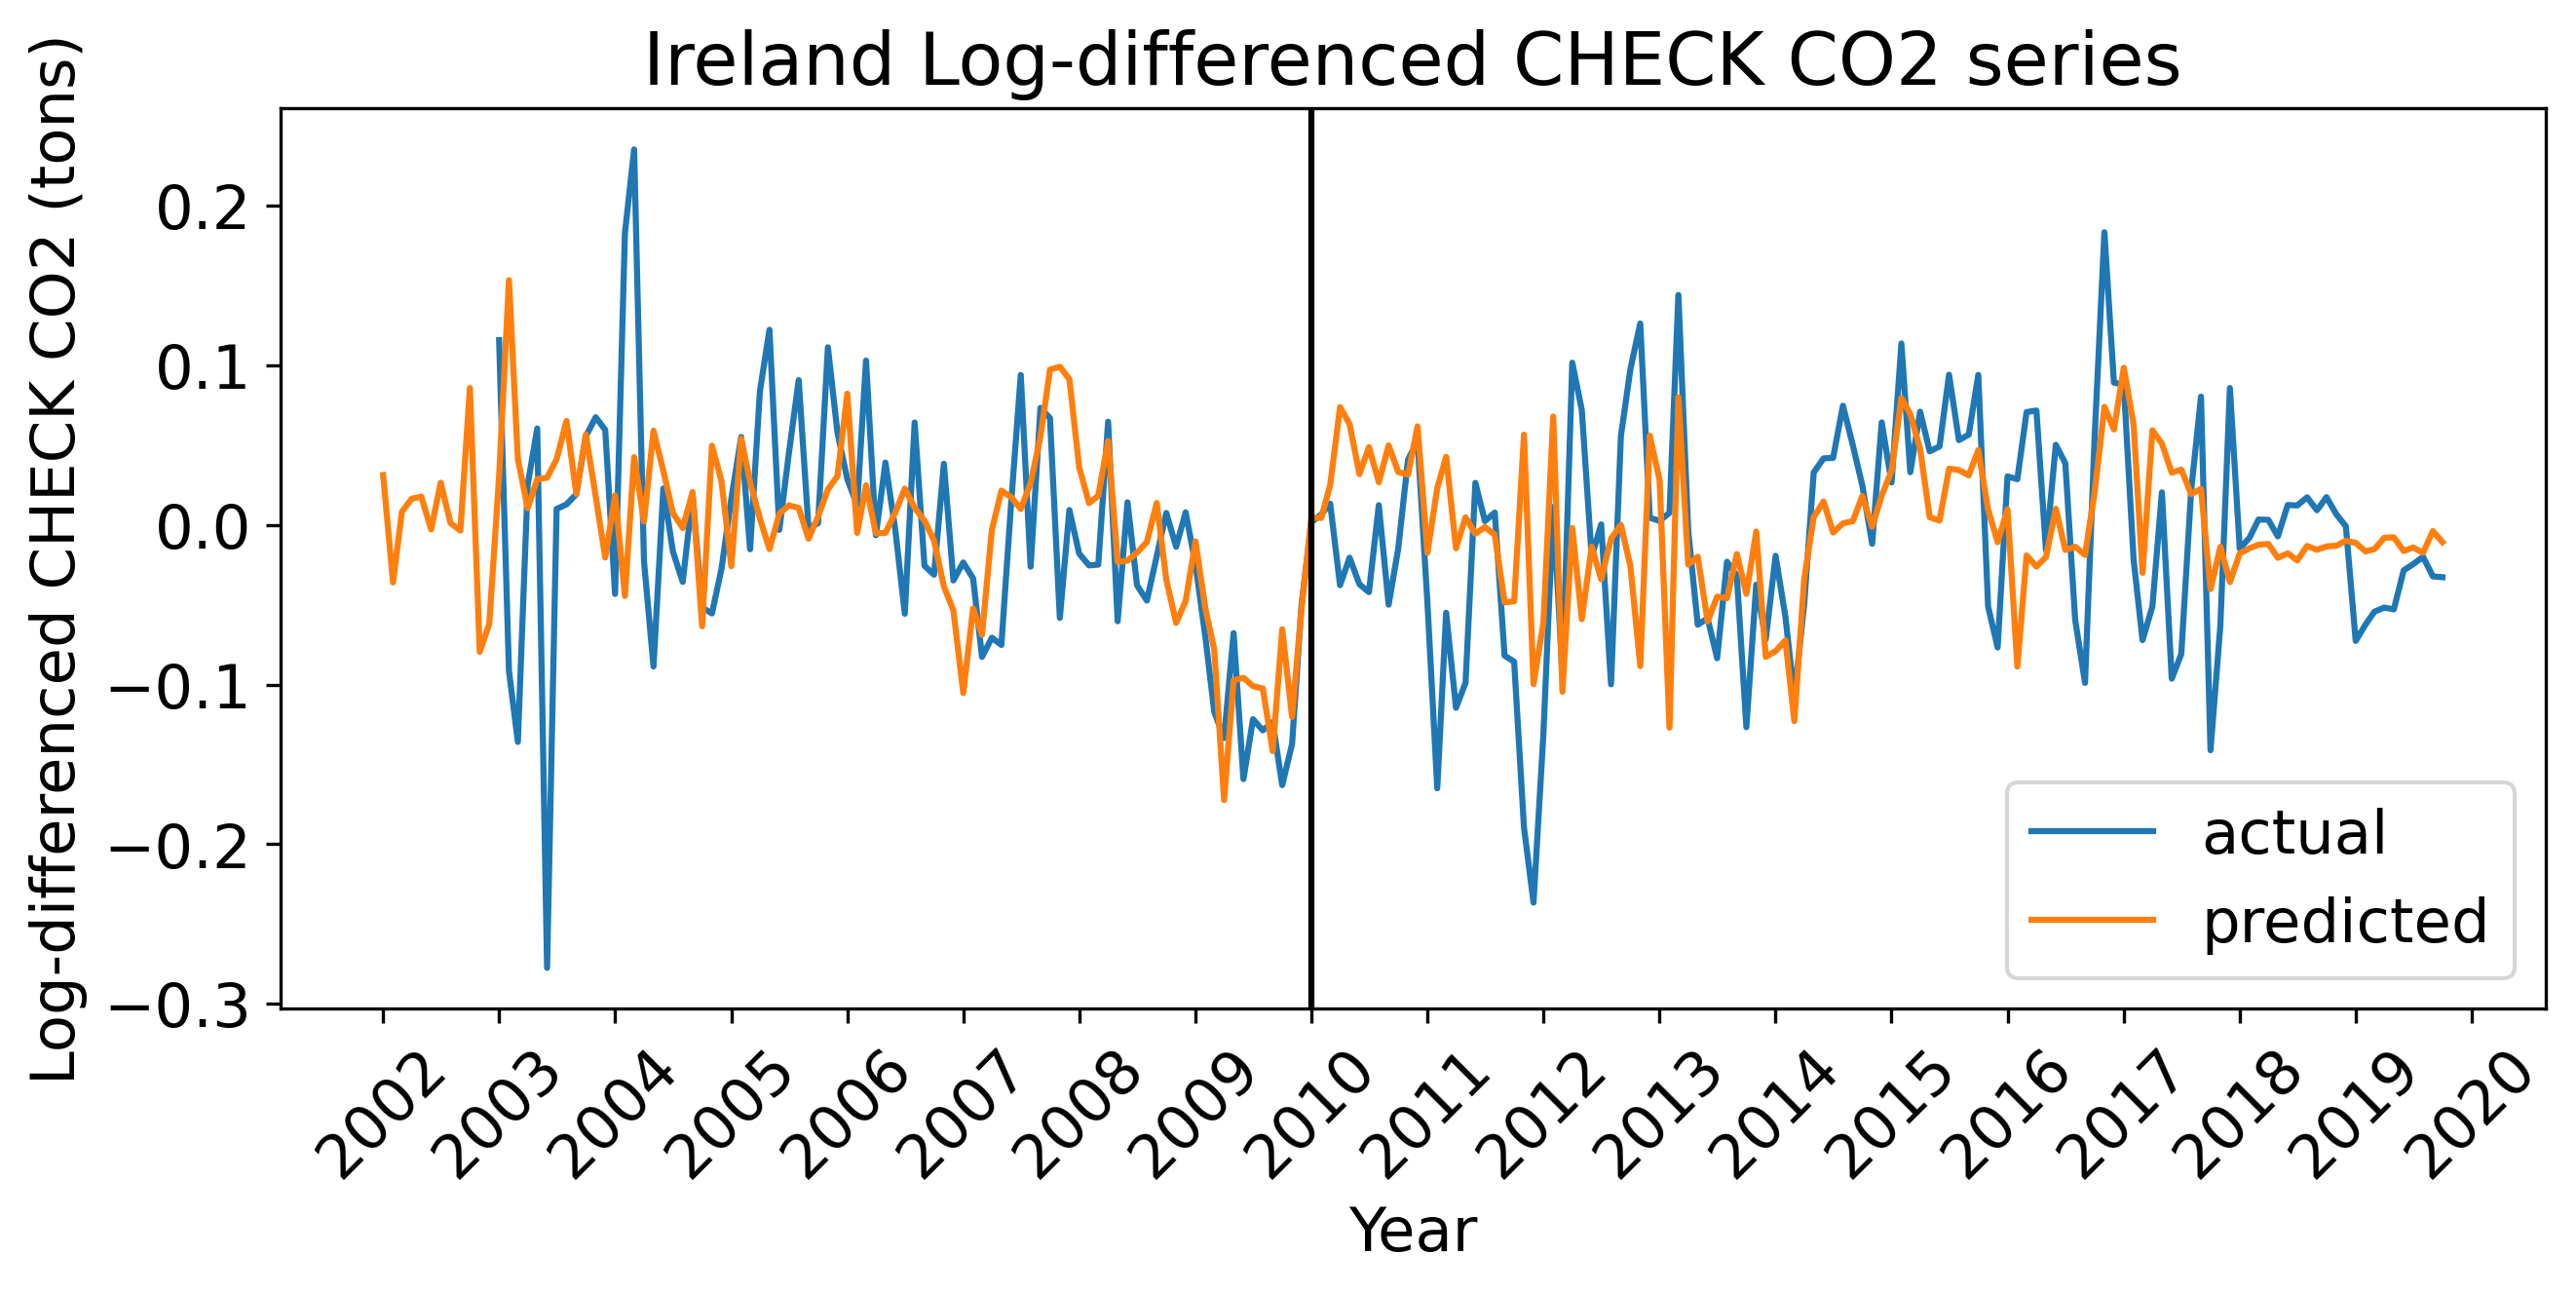 Ireland Log-differenced CHECK CO2 series
Log-differenced CHECK CO2 (tons)
0.2
0.1
0.0
−0.1
−0.2
−0.3
actual
predicted
2002 2003 2004 2005 2006 2007 2008 2009 2010 2011 2012 2013 2014 2015 2016 2017 2018 2019 2020
Year